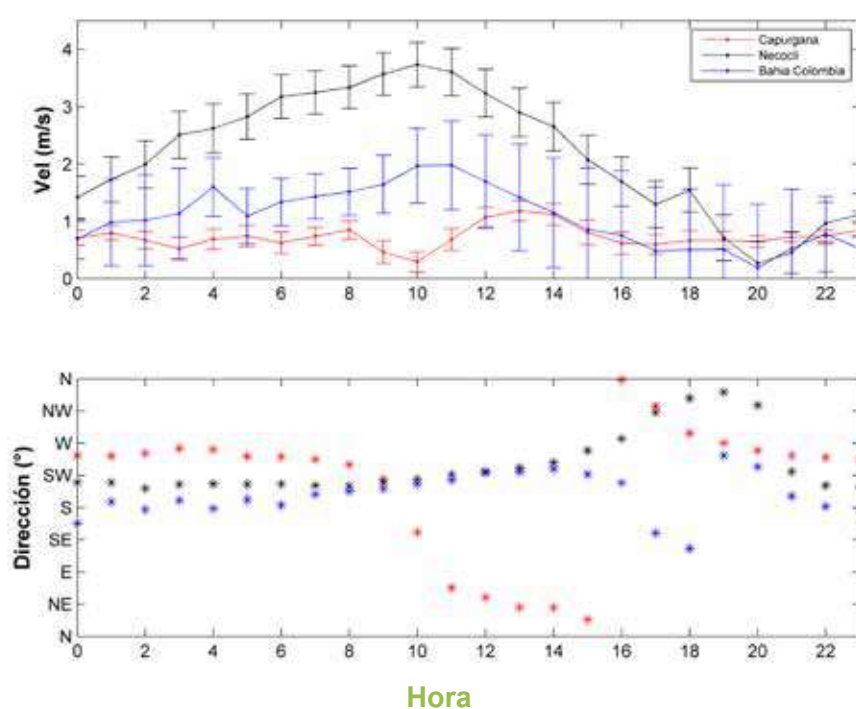 Vel (m/s)
4
3
2
1
0
Capurgana
Necocli
Bahia Colombia
0 2 4 6 8 10 12 14 16 18 20 22
Dirección (°)
N
NW
W
SW
S
SE
E
NE
N
0 2 4 6 8 10 12 14 16 18 20 22
Hora